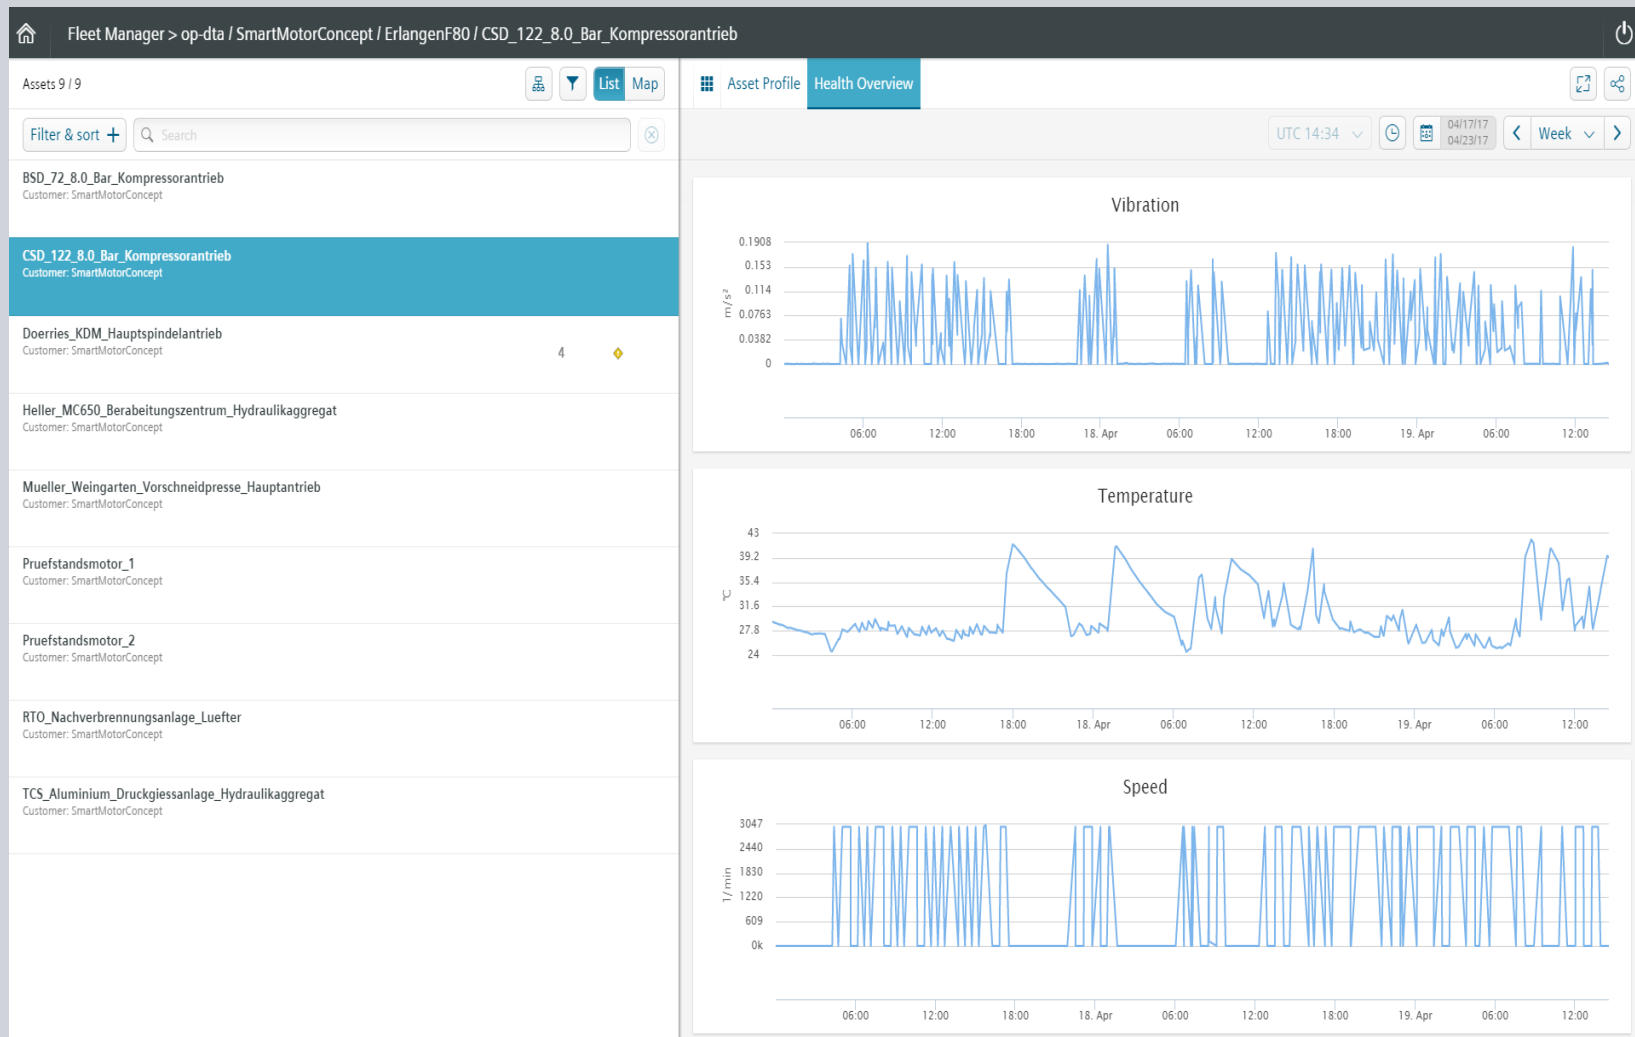 Fleet Manager > op-dta / SmartMotorConcept / ErlangenF80 / CSD_122_8.0_Bar_Kompressorantrieb
Assets 9 / 9
List Map
Filter & sort +
Search
BSD_72_8.0_Bar_Kompressorantrieb
Customer: SmartMotorConcept
CSD_122_8.0_Bar_Kompressorantrieb
Customer: SmartMotorConcept
Doerries_KDM_Hauptspindelantrieb
Customer: SmartMotorConcept
4
Heller_MC650_Berabeitungszentrum_Hydraulikaggregat
Customer: SmartMotorConcept
Mueller_Weingarten_Vorschneidpresse_Hauptantrieb
Customer: SmartMotorConcept
Pruefstandsmotor_1
Customer: SmartMotorConcept
Pruefstandsmotor_2
Customer: SmartMotorConcept
RTO_Nachverbrennungsanlage_Luefter
Customer: SmartMotorConcept
TCS_Aluminium_Druckgiessanlage_Hydraulikaggregat
Customer: SmartMotorConcept
Asset Profile Health Overview
UTC 14:34
04/17/17
04/23/17
Week
Vibration
m/s²
0.1908
0.153
0.114
0.0763
0.0382
0
06:00 12:00 18:00 18. Apr 06:00 12:00 18:00 19. Apr 06:00 12:00
Temperature
℃
43
39.2
35.4
31.6
27.8
24
06:00 12:00 18:00 18. Apr 06:00 12:00 18:00 19. Apr 06:00 12:00
Speed
1/min
3047
2440
1830
1220
609
0k
06:00 12:00 18:00 18. Apr 06:00 12:00 18:00 19. Apr 06:00 12:00